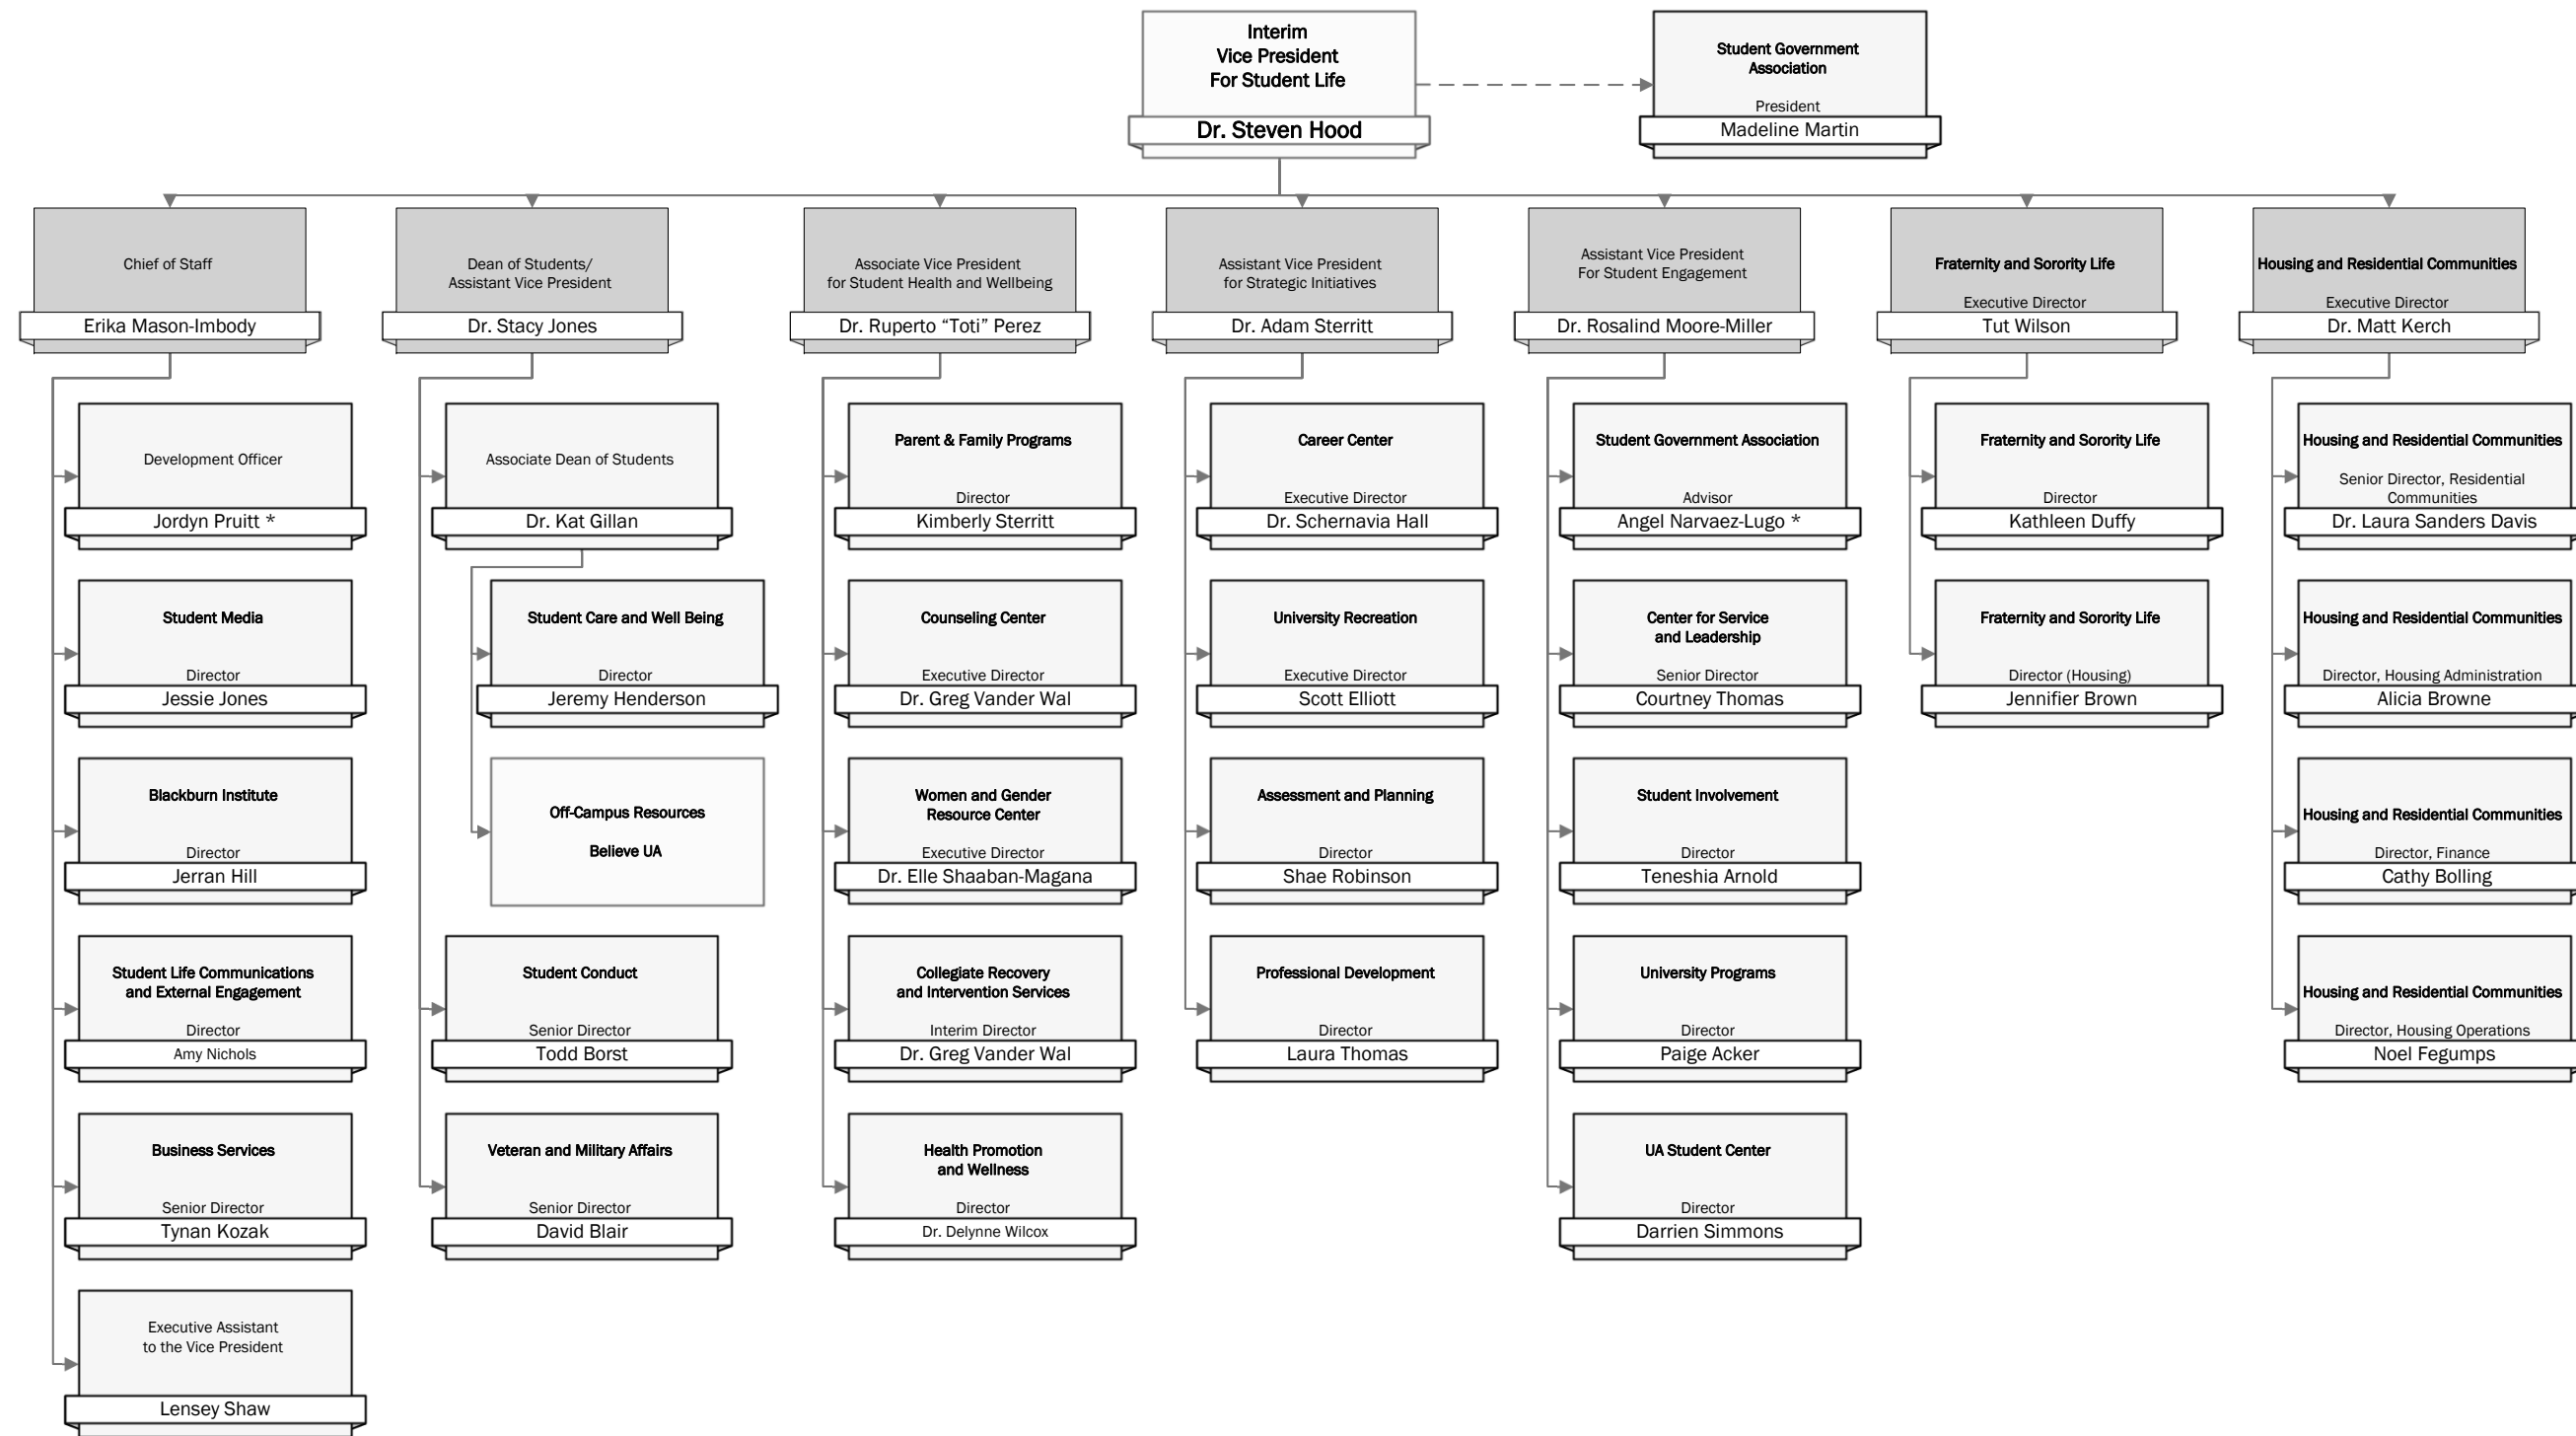 Interim
Vice President
For Student Life
Dr. Steven Hood
Student Government
Association
President
Madeline Martin
Chief of Staff
Erika Mason-Imbody
Development Officer
Jordyn Pruitt *
Student Media
Director
Jessie Jones
Blackburn Institute
Director
Jerran Hill
Student Life Communications
and External Engagement
Director
Amy Nichols
Business Services
Senior Director
Tynan Kozak
Executive Assistant
to the Vice President
Lensey Shaw
Dean of Students/
Assistant Vice President
Dr. Stacy Jones
Associate Dean of Students
Dr. Kat Gillan
Student Care and Well Being
Director
Jeremy Henderson
Off-Campus Resources
Believe UA
Student Conduct
Senior Director
Todd Borst
Veteran and Military Affairs
Senior Director
David Blair
Associate Vice President
for Student Health and Wellbeing
Dr. Ruperto “Toti” Perez
Parent & Family Programs
Director
Kimberly Sterritt
Counseling Center
Executive Director
Dr. Greg Vander Wal
Women and Gender
Resource Center
Executive Director
Dr. Elle Shaaban-Magana
Collegiate Recovery
and Intervention Services
Interim Director
Dr. Greg Vander Wal
Health Promotion
and Wellness
Director
Dr. Delynne Wilcox
Assistant Vice President
for Strategic Initiatives
Dr. Adam Sterritt
Career Center
Executive Director
Dr. Schernavia Hall
University Recreation
Executive Director
Scott Elliott
Assessment and Planning
Director
Shae Robinson
Professional Development
Director
Laura Thomas
Assistant Vice President
For Student Engagement
Dr. Rosalind Moore-Miller
Student Government Association
Advisor
Angel Narvaez-Lugo *
Center for Service
and Leadership
Senior Director
Courtney Thomas
Student Involvement
Director
Teneshia Arnold
University Programs
Director
Paige Acker
UA Student Center
Director
Darrien Simmons
Fraternity and Sorority Life
Executive Director
Tut Wilson
Fraternity and Sorority Life
Director
Kathleen Duffy
Fraternity and Sorority Life
Director (Housing)
Jennifier Brown
Housing and Residential Communities
Executive Director
Dr. Matt Kerch
Housing and Residential Communities
Senior Director, Residential
Communities
Dr. Laura Sanders Davis
Housing and Residential Communities
Director, Housing Administration
Alicia Browne
Housing and Residential Communities
Director, Finance
Cathy Bolling
Housing and Residential Communities
Director, Housing Operations
Noel Fegumps